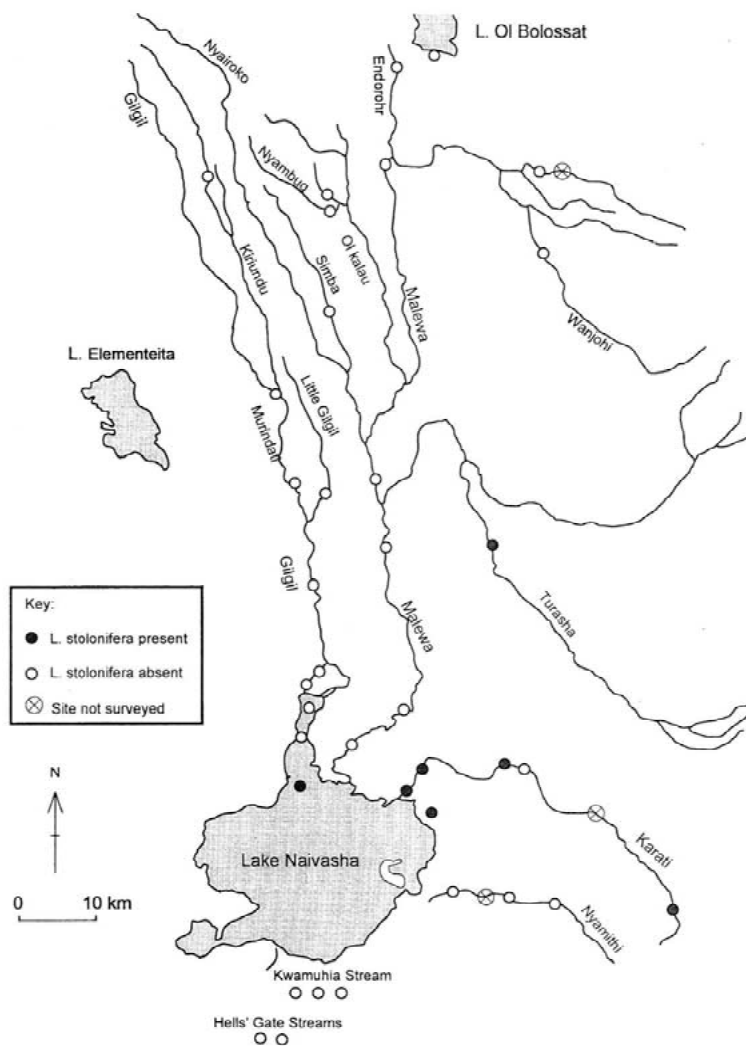 L. Ol Bolossat
Nyairoko
Endorohr
Gilgil
Nyambug
Kiriundu
Simba
Ol kalau
Malewa
Wanjohi
L. Elementeita
Little Gilgil
Murindati
Gilgil
Malewa
Turasha
Key:
L. stolonifera present
L. stolonifera absent
Site not surveyed
N
Lake Naivasha
Karati
0 10 km
Nyamithi
Kwamuhia Stream
Hells' Gate Streams